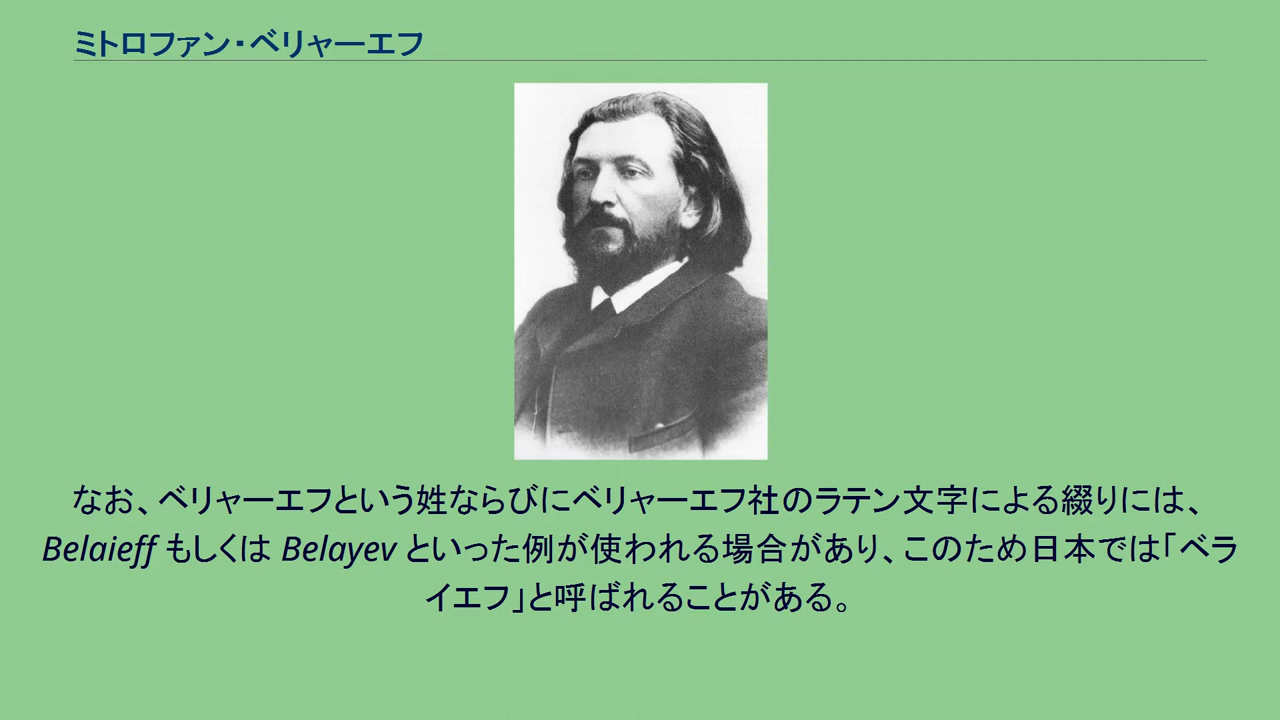 ミトロファン・ベリャーエフ
なお、ベリャーエフという姓ならびにベリャーエフ社のラテン文字による綴りには、
Belaieff もしくは Belayev といった例が使われる場合があり、このため日本では「ベラ
イエフ」と呼ばれることがある。